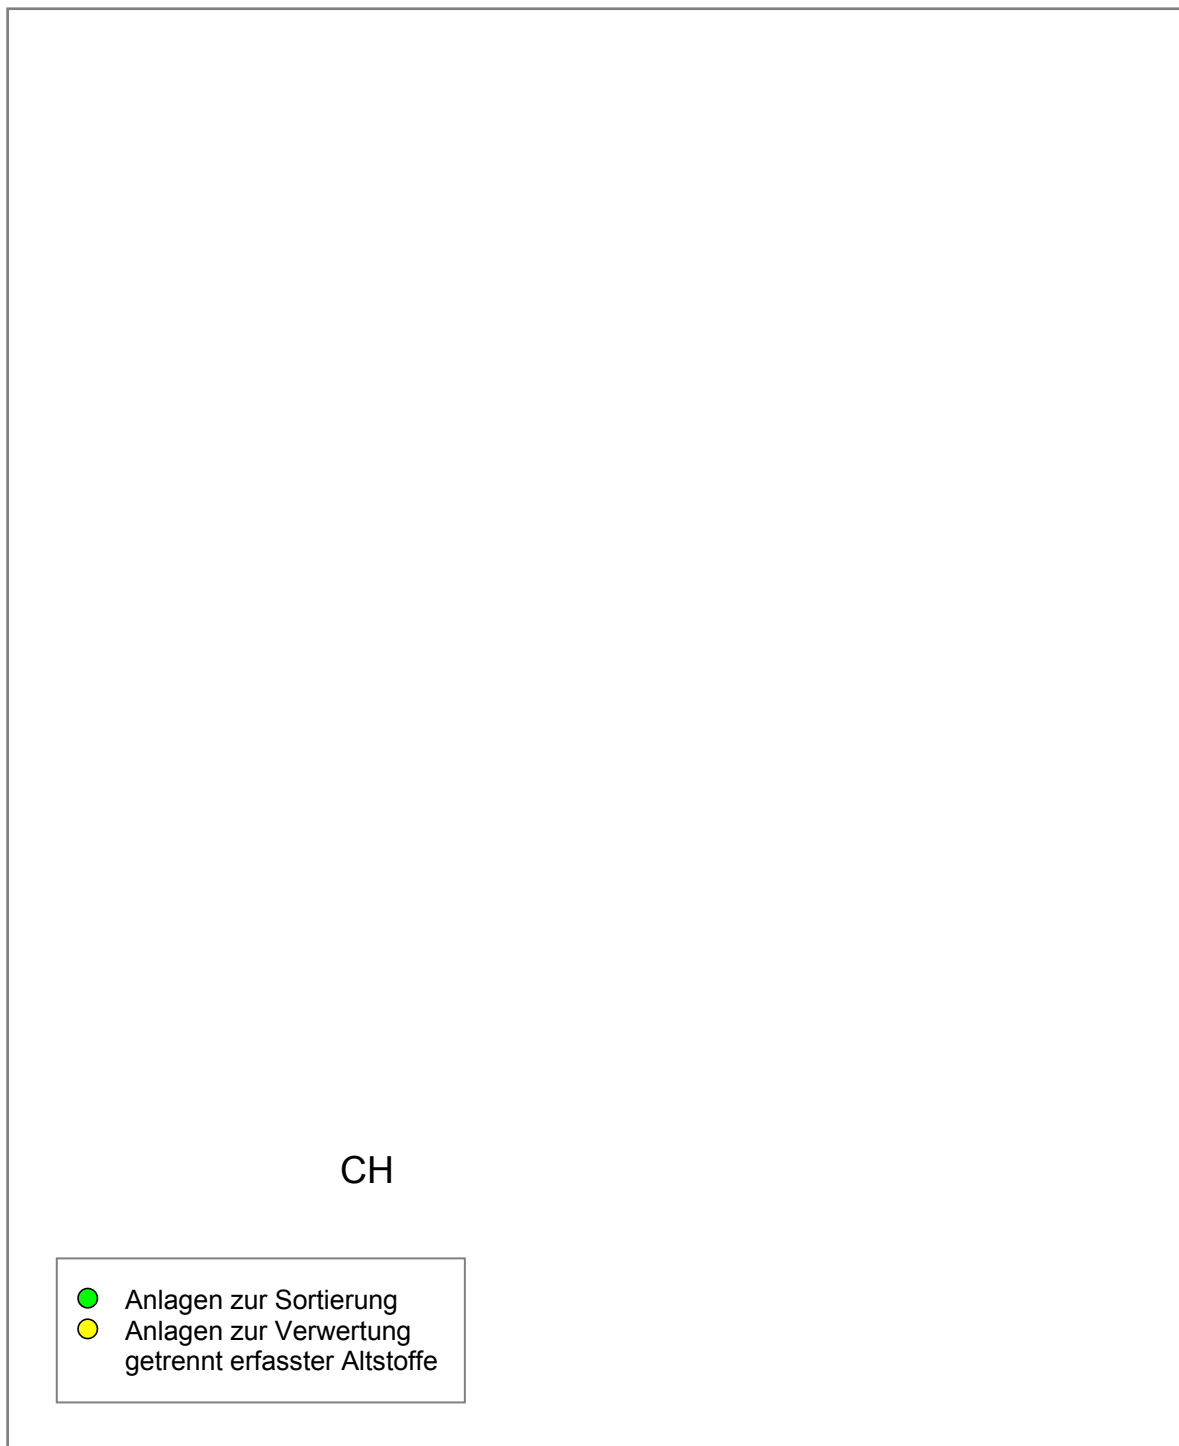 CH
Anlagen zur Sortierung
Anlagen zur Verwertung
getrennt erfasster Altstoffe